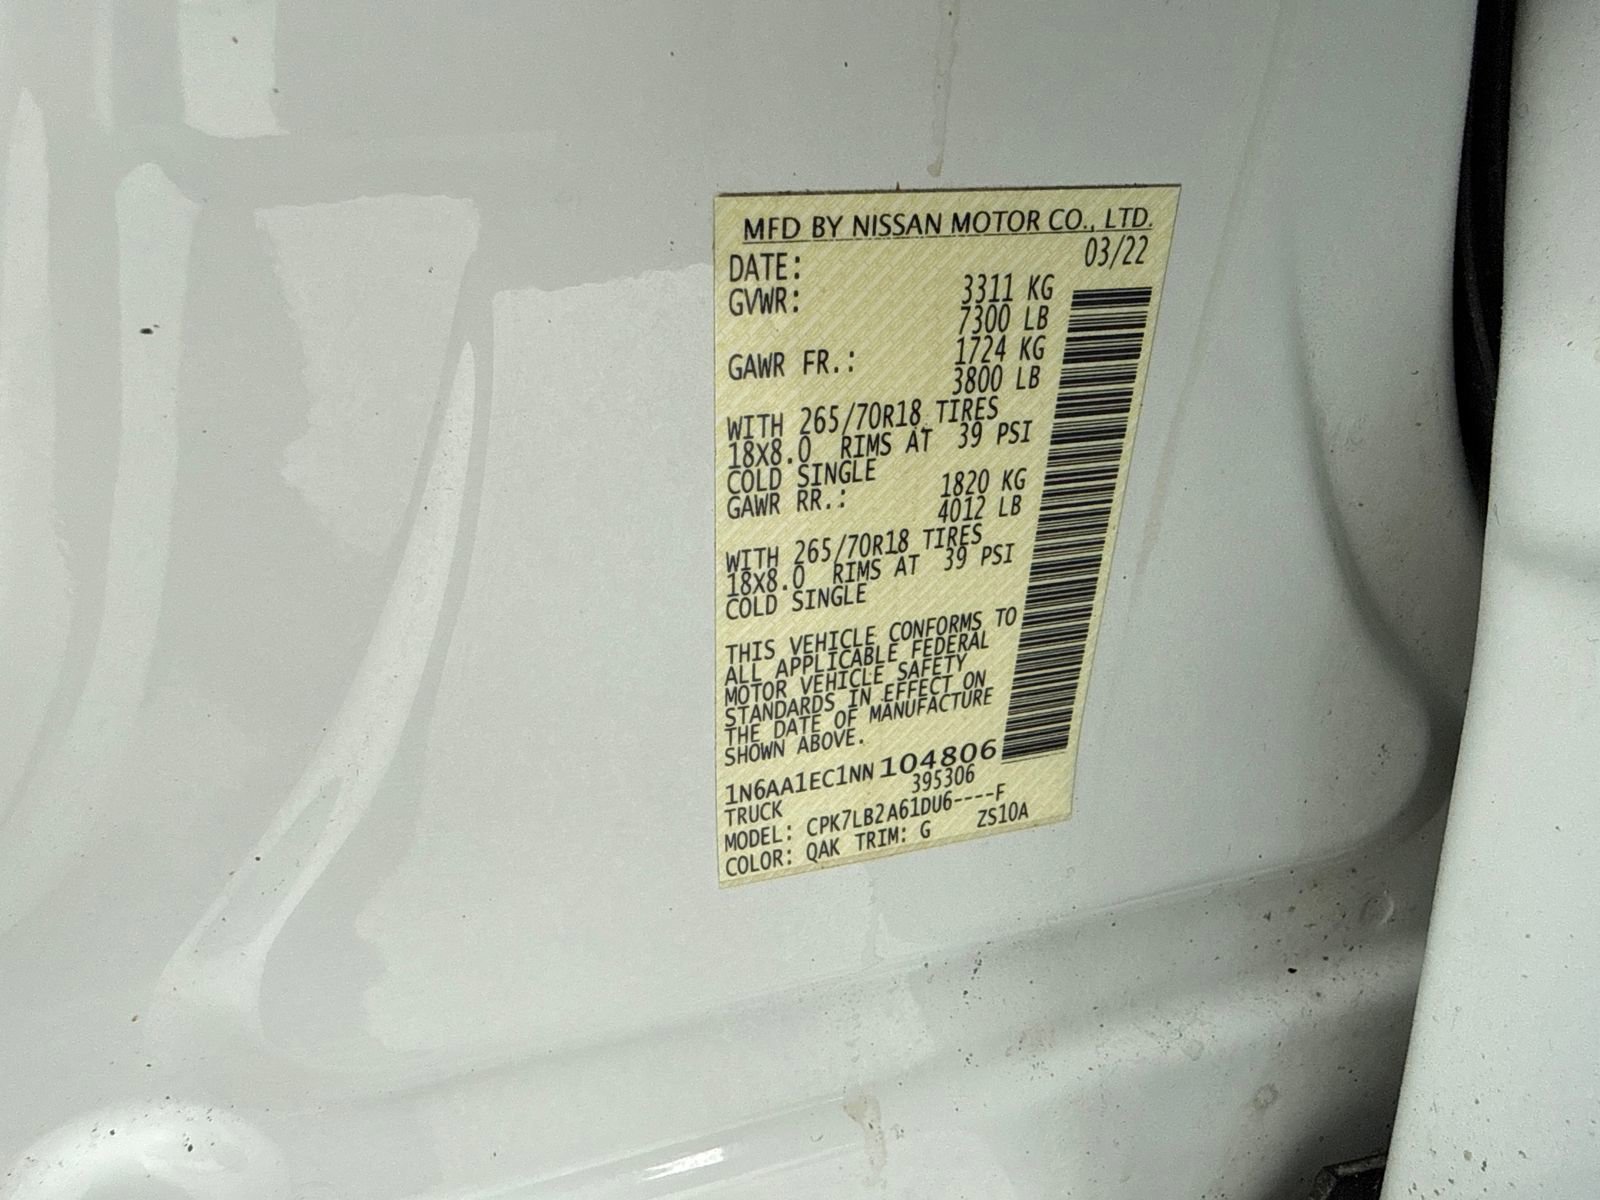 MFD BY NISSAN MOTOR CO., LTD.
DATE: 03/22
GVWR: 3311 KG
7300 LB
GAWR FR.: 1724 KG
3800 LB
WITH 265/70R18 TIRES
18X8.0 RIMS AT 39 PSI
COLD SINGLE
GAWR RR.: 1820 KG
4012 LB
WITH 265/70R18 TIRES
18X8.0 RIMS AT 39 PSI
COLD SINGLE
THIS VEHICLE CONFORMS TO
ALL APPLICABLE FEDERAL
MOTOR VEHICLE SAFETY
STANDARDS IN EFFECT ON
THE DATE OF MANUFACTURE
SHOWN ABOVE.
1N6AA1EC1NN104806
TRUCK 395306
MODEL: CPK7LB2A61DU6----F
COLOR: QAK TRIM: G ZS10A